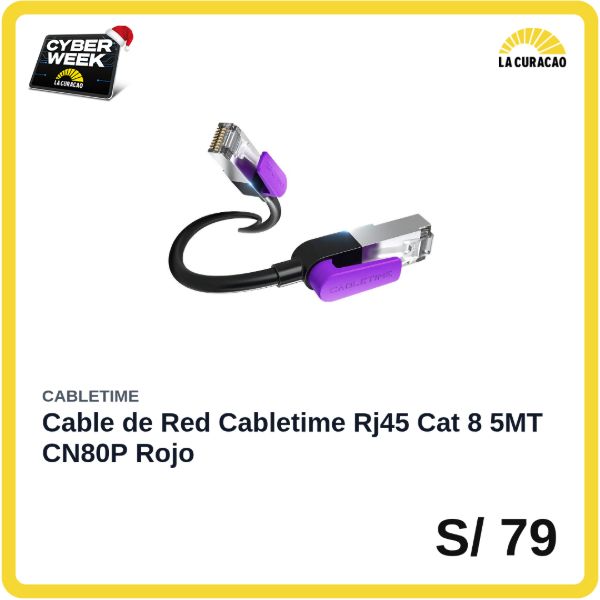 CYBER
WEEK
LA CURACAO
LA CURACAO
CABLETIME
CABLETIME
Cable de Red Cabletime Rj45 Cat 8 5MT
CN80P Rojo
S/ 79